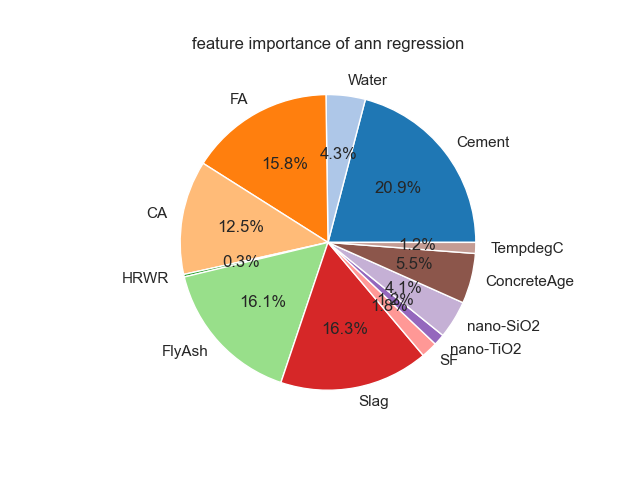 feature importance of ann regression
Water
FA
Cement
4.3%
15.8%
20.9%
CA
12.5%
1.2%
TempdegC
0.3%
5.5%
HRWR
ConcreteAge
4.1%
1.2%
16.1%
1.8%
nano-SiO2
16.3%
FlyAsh
nano-TiO2
SF
Slag